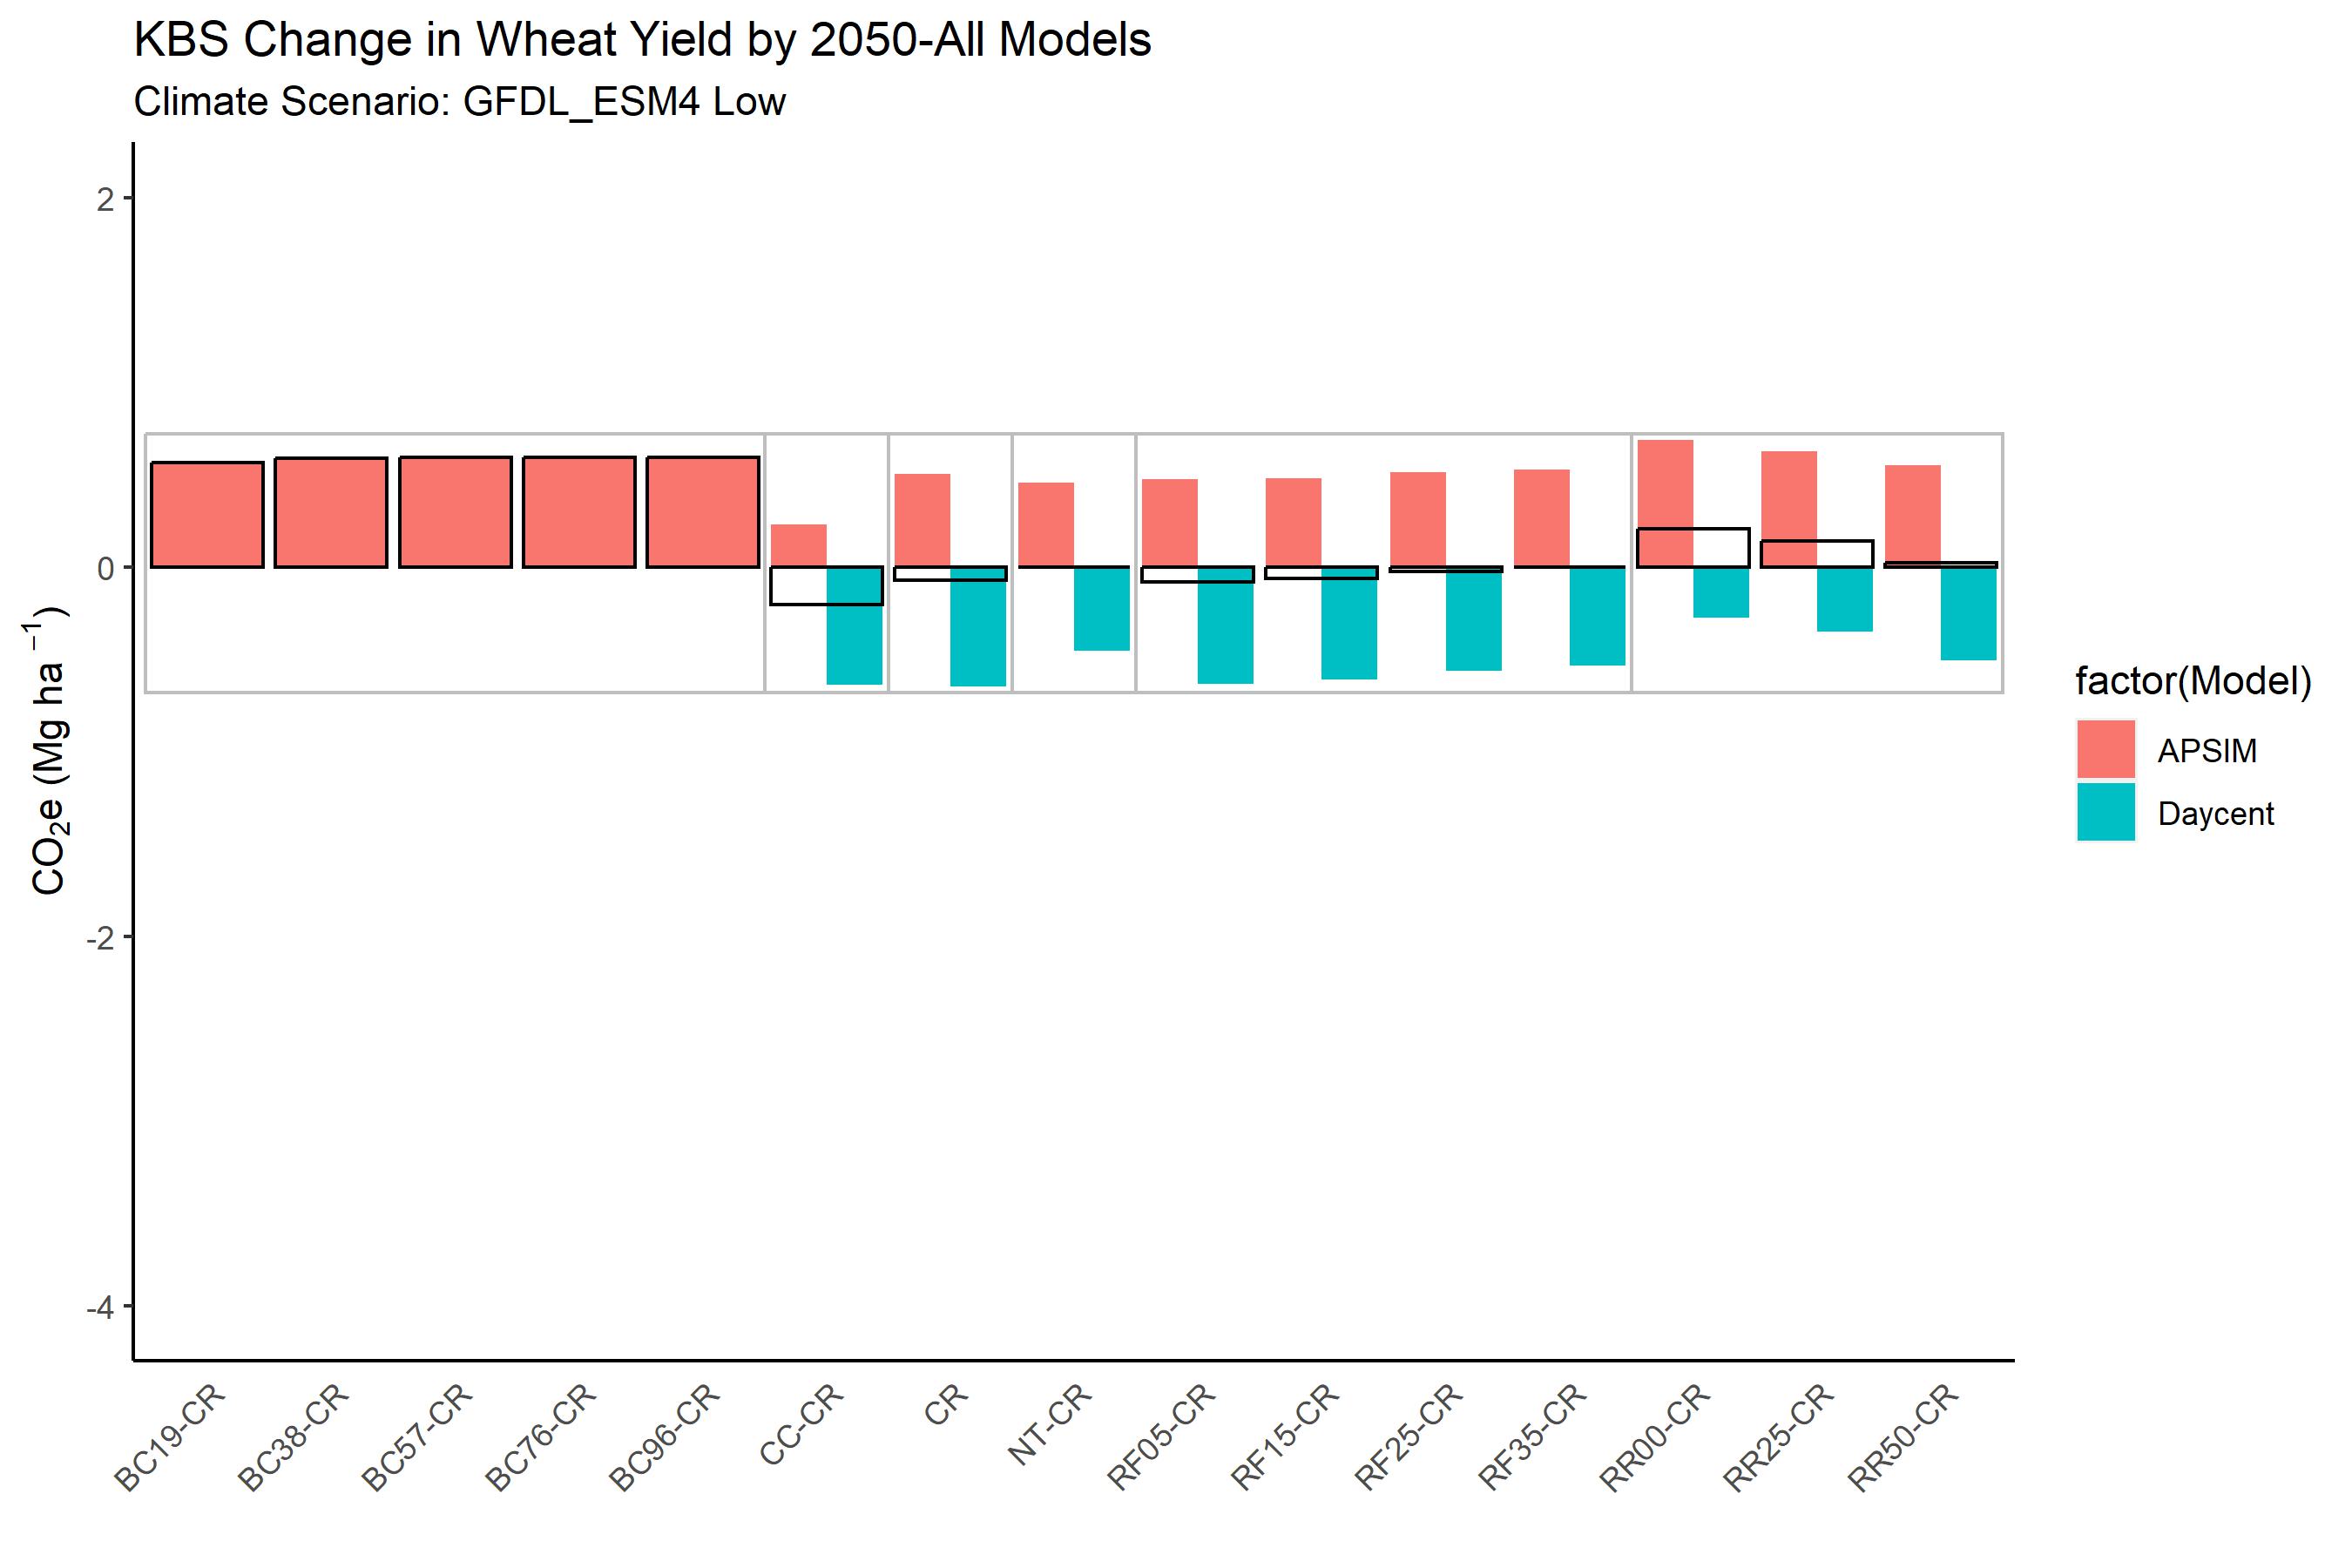 KBS Change in Wheat Yield by 2050-All Models
Climate Scenario: GFDL_ESM4 Low
CO₂e (Mg ha ⁻¹)
2
0
-2
-4
BC19-CR
BC38-CR
BC57-CR
BC76-CR
BC96-CR
CC-CR
CR
NT-CR
RF05-CR
RF15-CR
RF25-CR
RF35-CR
RR00-CR
RR25-CR
RR50-CR
factor(Model)
APSIM
Daycent